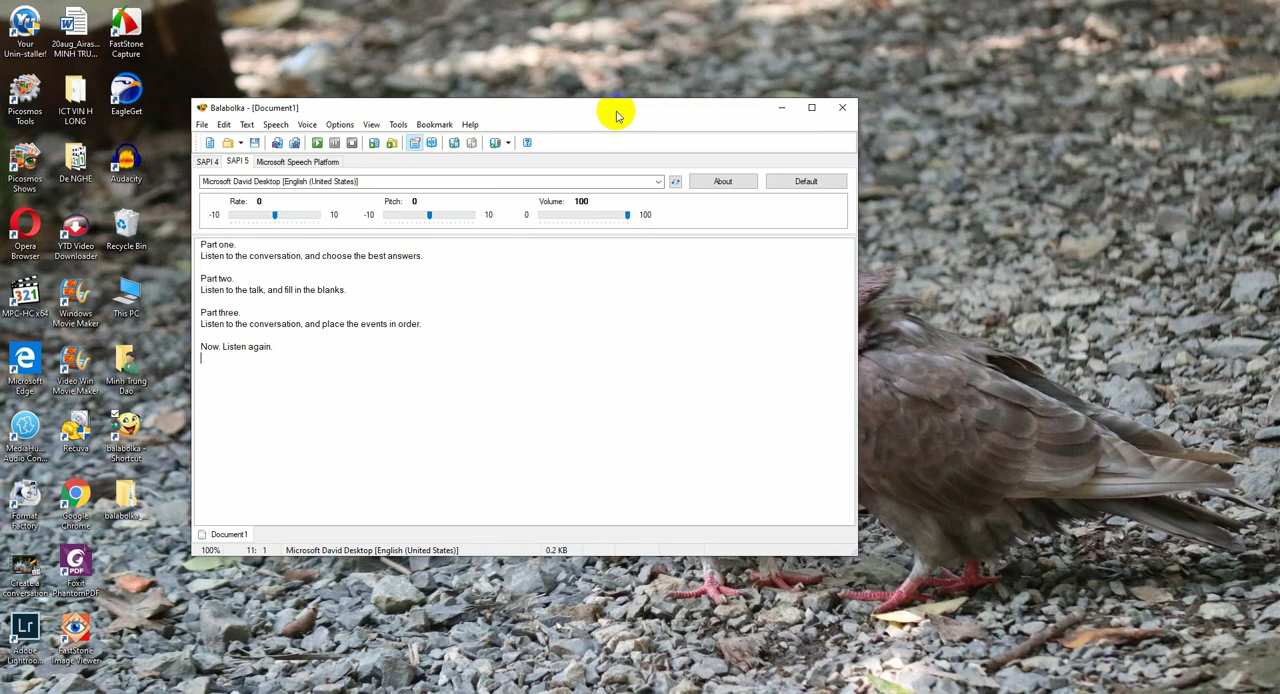 Your Unin-staller!
20aug_Airas... MINH TRU...
FastStone Capture
Picosmos Tools
ICT VIN H LONG
EagleGet
Picosmos Shows
De NGHE
Audacity
Opera Browser
YTD Video Downloader
Recycle Bin
MPC-HC x64
Windows Movie Maker
This PC
Microsoft Edge
Video Win Movie Maker
Minh Trung Dao
MediaHu... Audio Con...
Recuva
balabolka - Shortcut
Format Factory
Google Chrome
balabolka_...
Create a conversation
Foxit PhantomPDF
Adobe Lightroo...
FastStone Image Viewer
Balabolka - [Document1]
File Edit Text Speech Voice Options View Tools Bookmark Help
SAPI 4 SAPI 5 Microsoft Speech Platform
Microsoft David Desktop [English (United States)] About Default
Rate: 0 Pitch: 0 Volume: 100
-10 10 -10 10 0 100
Part one.
Listen to the conversation, and choose the best answers.
Part two.
Listen to the talk, and fill in the blanks.
Part three.
Listen to the conversation, and place the events in order.
Now. Listen again.
Document1
100% 11: 1 Microsoft David Desktop [English (United States)] 0.2 KB